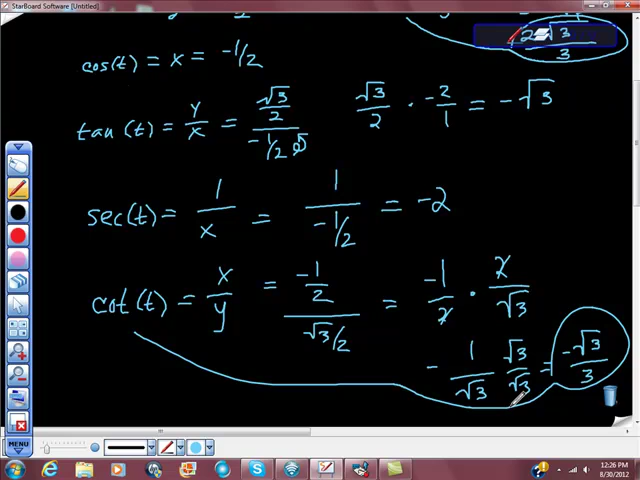 StarBoard Software [Untitled]
2√3
3
cos(t) = x = -1/2
tan(t) = y/x = (√3/2)/(-1/2) √3/2 · -2/1 = -√3
sec(t) = 1/x = 1/(-1/2) = -2
cot(t) = x/y = (-1/2)/(√3/2) = -1/2 · 2/√3
- 1/√3 √3/√3 = -√3/3
MENU
12:26 PM
8/30/2012